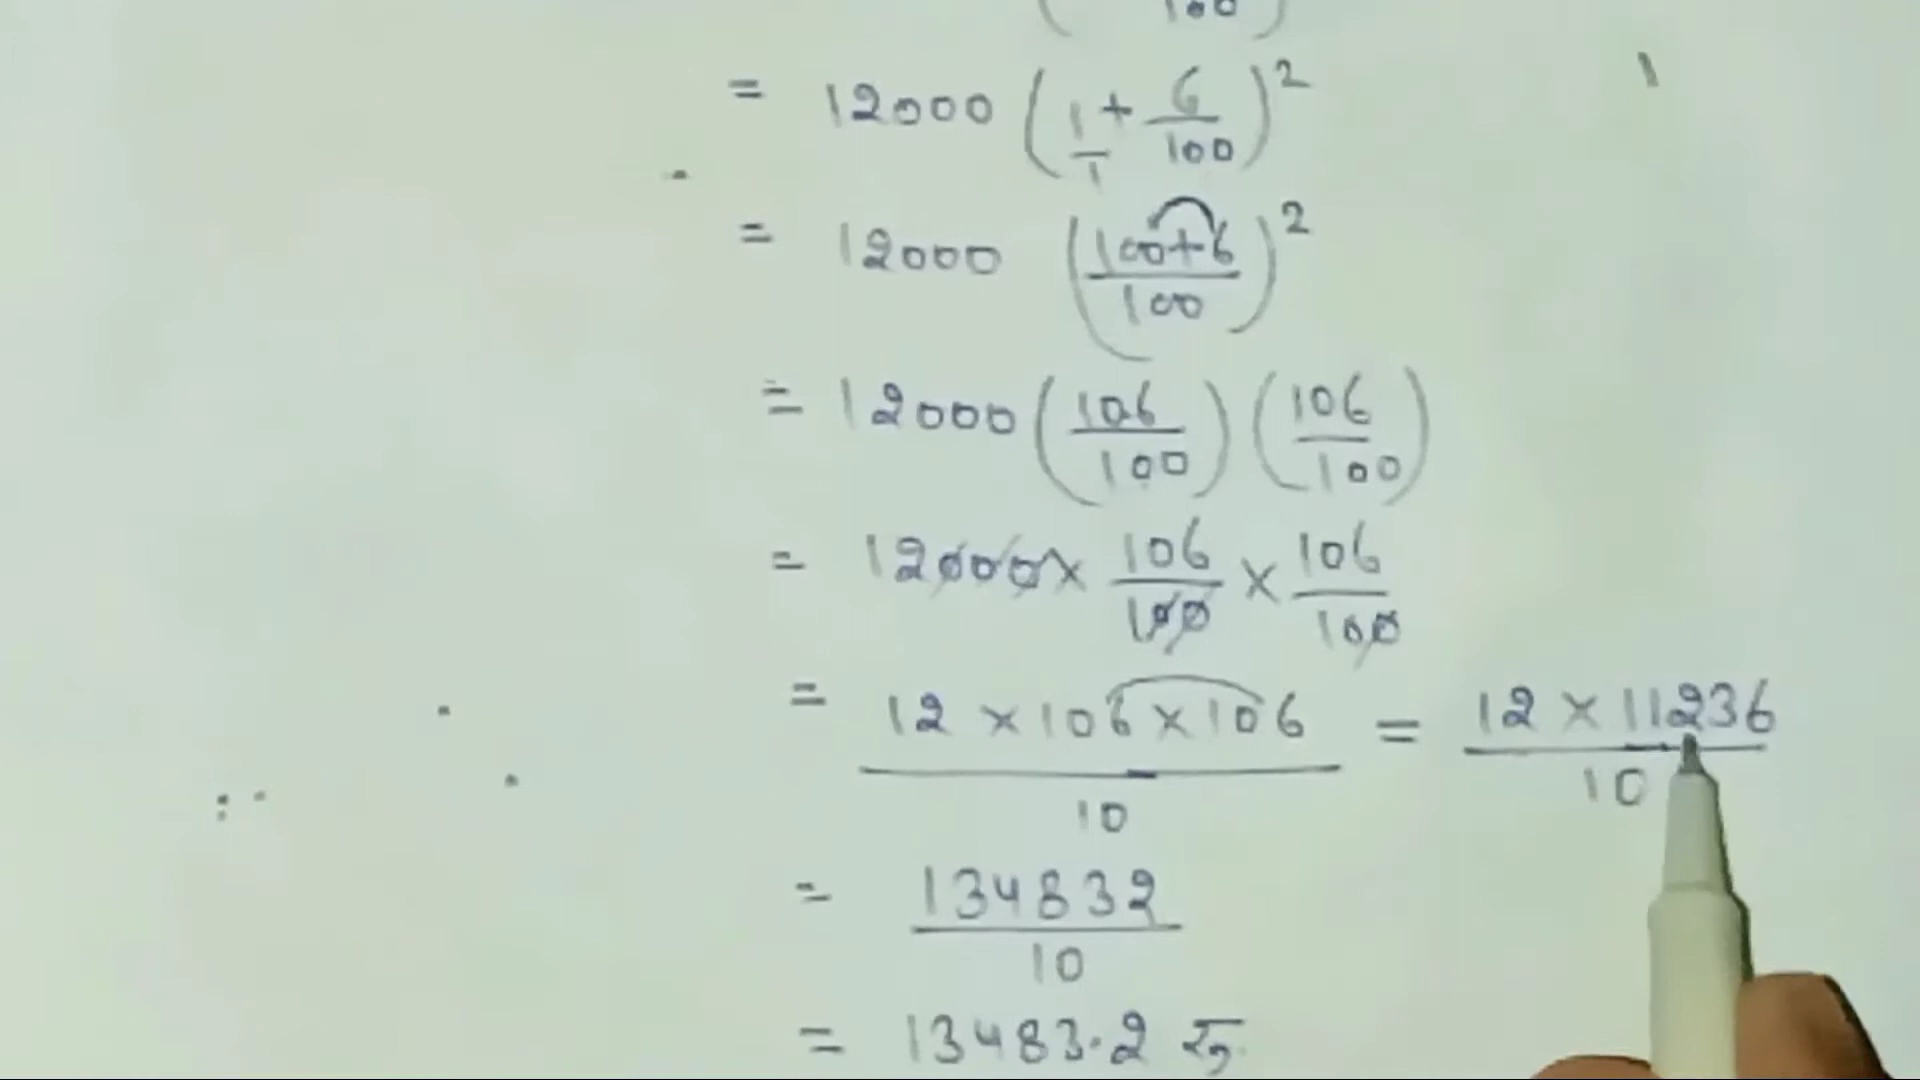 100
= 12000 (1/1 + 6/100)²
= 12000 (100+6/100)²
= 12000 (106/100) (106/100)
= 12000 × 106/100 × 106/100
= 12 × 106 × 106/10 = 12 × 11236/10
= 134832/10
= 13483.2 रु